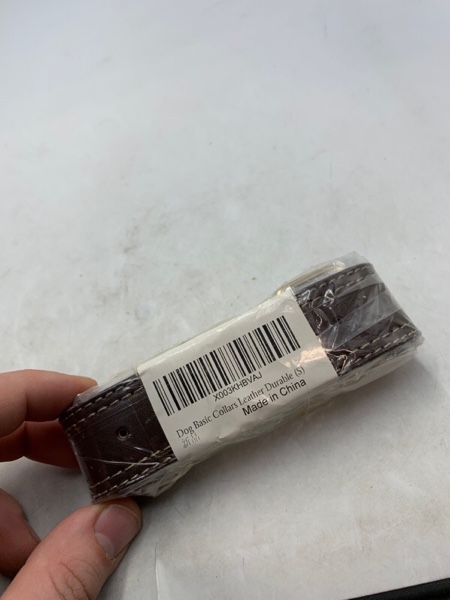 X003KHBVAJ
Dog Basic Collars Leather Durable (S)
Made in China